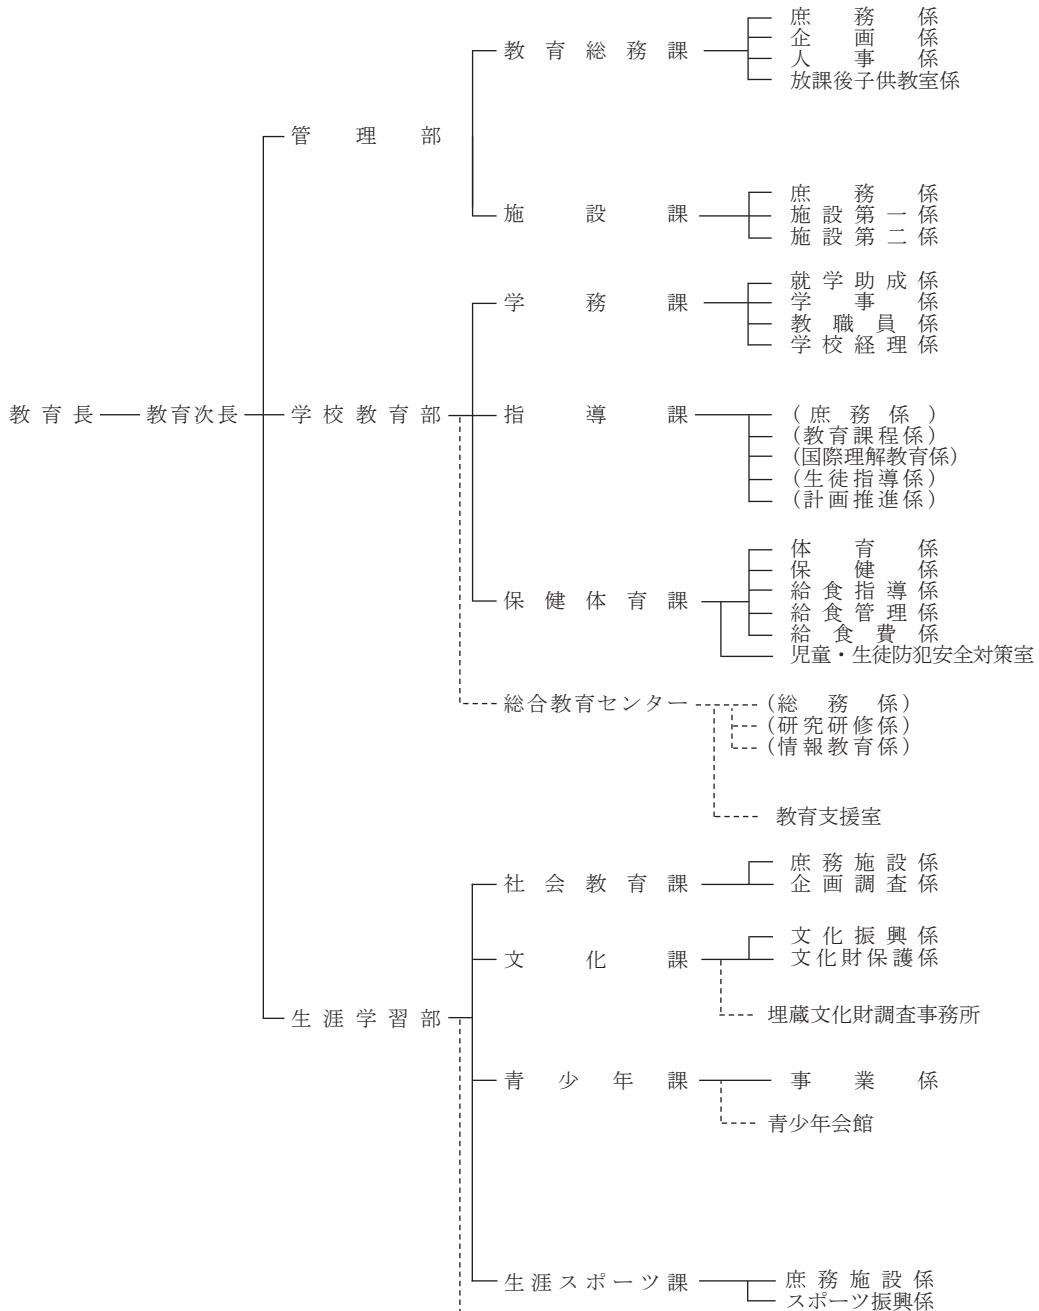 庶務係
企画係
教育総務課
人事係
放課後子供教室係
管理部
庶務係
施設課
施設第一係
施設第二係
就学助成係
学務課
学事係
教職員係
学校経理係
教育長
教育次長
学校教育部
指導課
(庶務係)
(教育課程係)
(国際理解教育係)
(生徒指導係)
(計画推進係)
体育係
保健係
給食指導係
保健体育課
給食管理係
給食費係
児童・生徒防犯安全対策室
総合教育センター
(総務係)
(研究研修係)
(情報教育係)
教育支援室
庶務施設係
社会教育課
企画調査係
文化振興係
文化課
文化財保護係
埋蔵文化財調査事務所
生涯学習部
青少年課
事業係
青少年会館
生涯スポーツ課
庶務施設係
スポーツ振興係